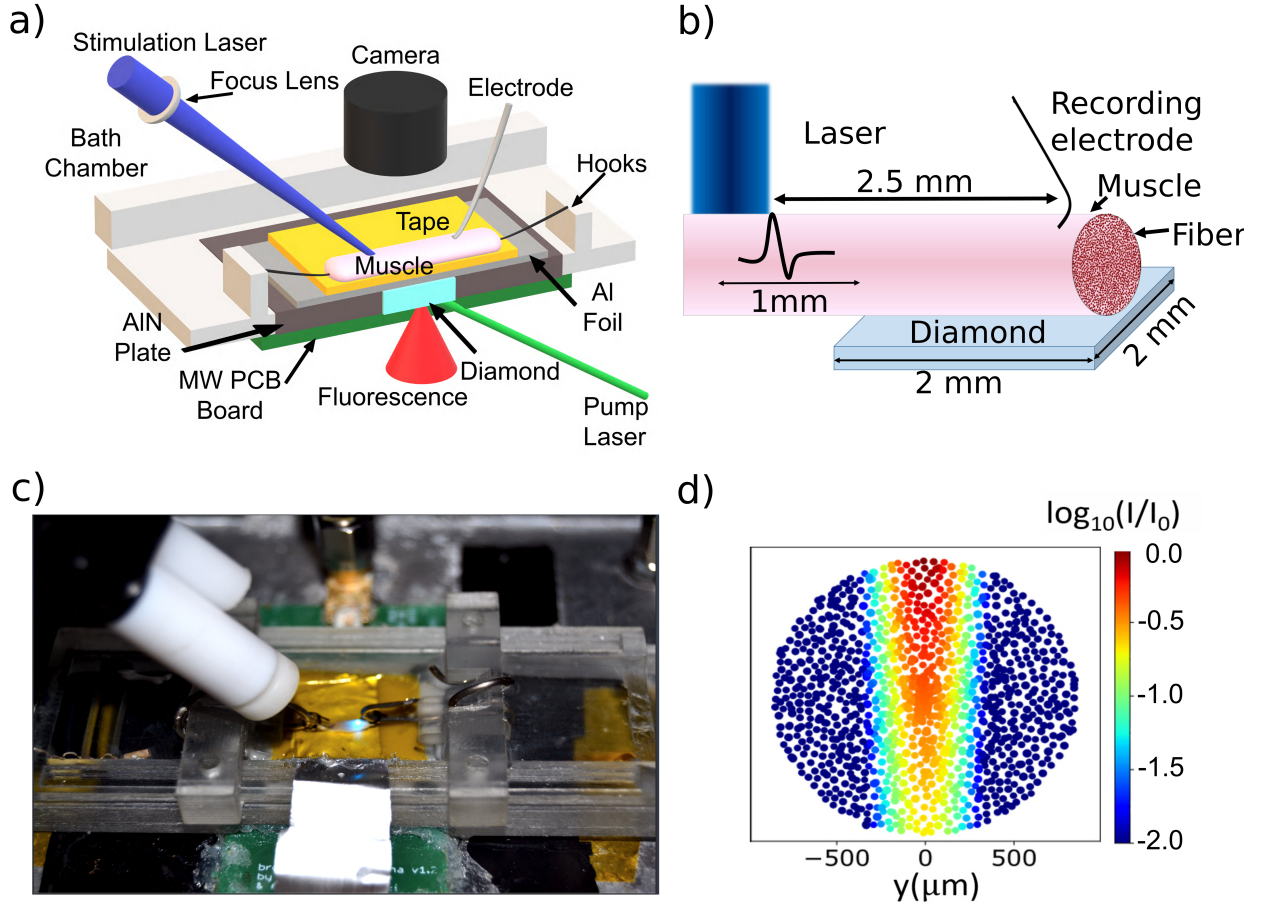 a)
Stimulation Laser
Focus Lens
Camera
Electrode
Bath
Chamber
Hooks
Tape
Muscle
AlN
Plate
Al
Foil
MW PCB
Board
Diamond
Fluorescence
Pump
Laser
b)
Laser
Recording
electrode
2.5 mm
Muscle
Fiber
1mm
Diamond
2 mm
2 mm
c)
d)
log₁₀(I/I₀)
0.0
-0.5
-1.0
-1.5
-2.0
−500
0
500
y(μm)